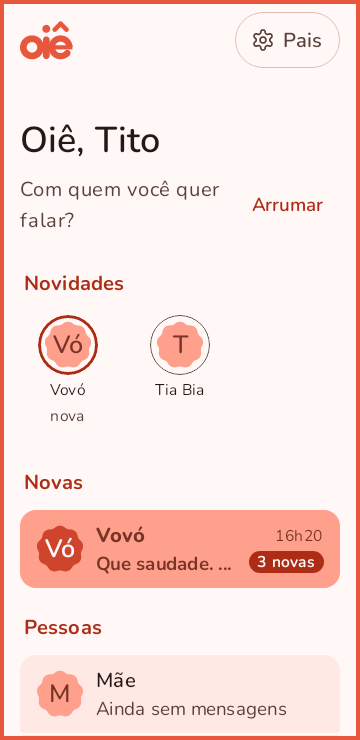 oiê
Pais
Oiê, Tito
Com quem você quer
falar?
Arrumar
Novidades
Vó
T
Vovó
Tia Bia
nova
Novas
Vó
Vovó
16h20
Que saudade. ...
3 novas
Pessoas
M
Mãe
Ainda sem mensagens